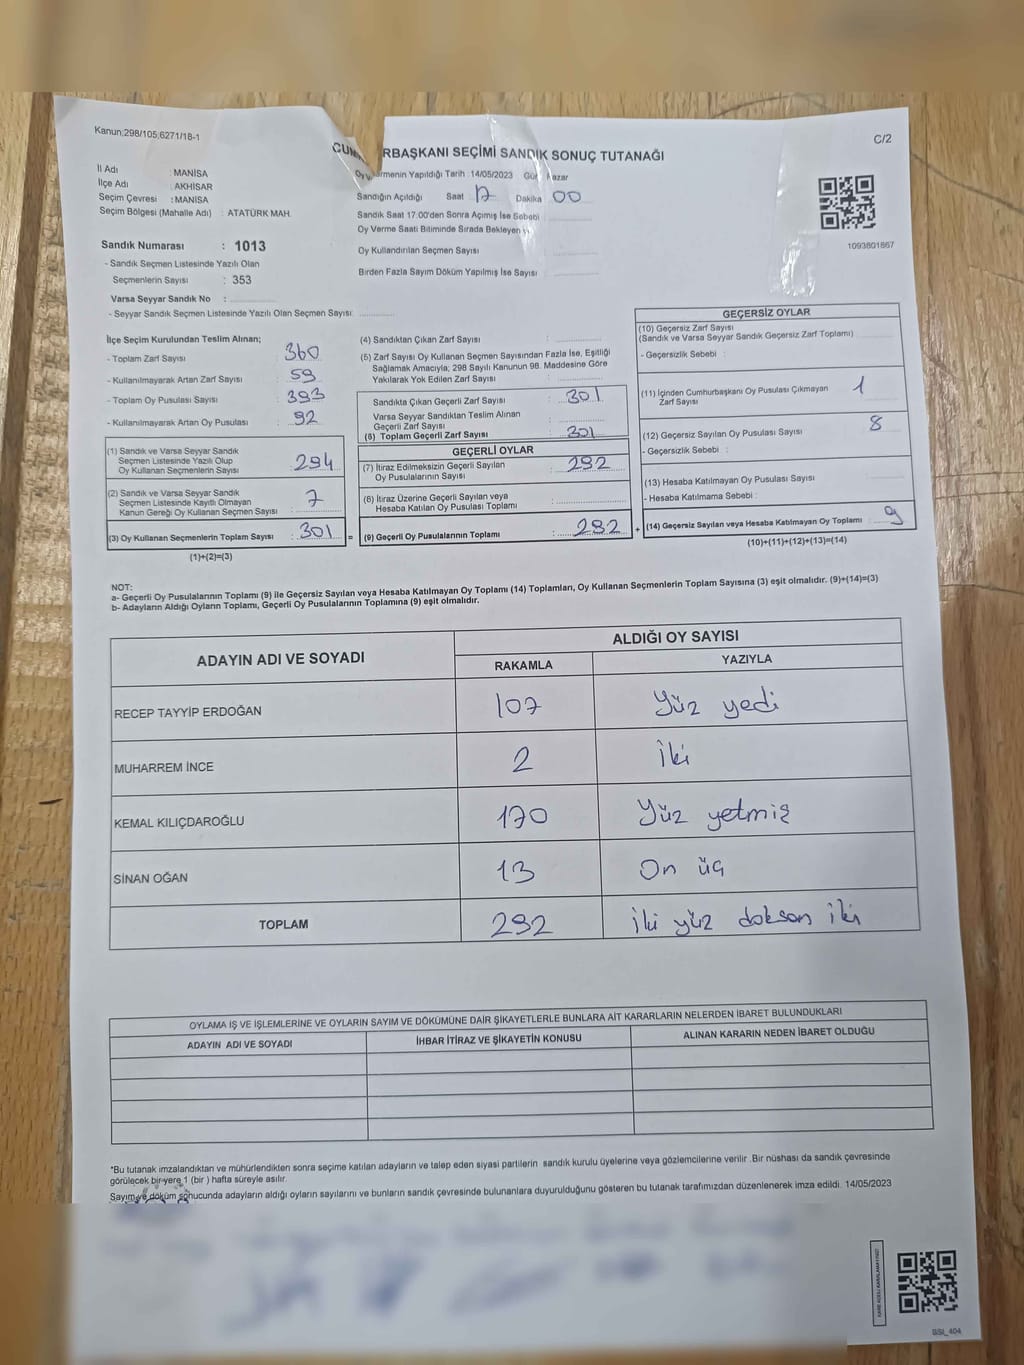 Kanun;298/105;6271/18-1
C/2
RBAŞKANI SEÇİMİ SANDIK SONUÇ TUTANAĞI
İl Adı : MANİSA
İlçe Adı : AKHİSAR
Seçim Çevresi : MANİSA
Seçim Bölgesi (Mahalle Adı) : ATATÜRK MAH.
Sandık Numarası : 1013
- Sandık Seçmen Listesinde Yazılı Olan
Seçmenlerin Sayısı : 353
Varsa Seyyar Sandık No :
- Seyyar Sandık Seçmen Listesinde Yazılı Olan Seçmen Sayısı:
Yapıldığı Tarih :14/05/2023
Sandığın Açıldığı Saat 17 Dakika 00
Sandık Saat 17:00'den Sonra Açımış İse Sebebi
Oy Verme Saati Bitiminde Sırada Bekleyen
Oy Kullandırılan Seçmen Sayısı
Birden Fazla Sayım Döküm Yapılmış İse Sayısı
1093801867
İlçe Seçim Kurulundan Teslim Alınan;
- Toplam Zarf Sayısı : 360
- Kullanılmayarak Artan Zarf Sayısı : 59
- Toplam Oy Pusulası Sayısı : 393
- Kullanılmayarak Artan Oy Pusulası : 92
(1) Sandık ve Varsa Seyyar Sandık
Seçmen Listesinde Yazılı Olup
Oy Kullanan Seçmenlerin Sayısı : 294
(2) Sandık ve Varsa Seyyar Sandık
Seçmen Listesinde Kayıtlı Olmayan
Kanun Gereği Oy Kullanan Seçmen Sayısı : 7
(3) Oy Kullanan Seçmenlerin Toplam Sayısı : 301 =
(1)+(2)=(3)
(4) Sandıktan Çıkan Zarf Sayısı :
(5) Zarf Sayısı Oy Kullanan Seçmen Sayısından Fazla İse, Eşitliği
Sağlamak Amacıyla; 298 Sayılı Kanunun 98. Maddesine Göre
Yakılarak Yok Edilen Zarf Sayısı :
Sandıkta Çıkan Geçerli Zarf Sayısı : 301
Varsa Seyyar Sandıktan Teslim Alınan
Geçerli Zarf Sayısı :
(6) Toplam Geçerli Zarf Sayısı : 301
GEÇERLİ OYLAR
(7) İtiraz Edilmeksizin Geçerli Sayılan
Oy Pusulalarının Sayısı : 292
(8) İtiraz Üzerine Geçerli Sayılan veya
Hesaba Katılan Oy Pusulası Toplamı :
(9) Geçerli Oy Pusulalarının Toplamı : 292 +
GEÇERSİZ OYLAR
(10) Geçersiz Zarf Sayısı
(Sandık ve Varsa Seyyar Sandık Geçersiz Zarf Toplamı)
- Geçersizlik Sebebi :
(11) İçinden Cumhurbaşkanı Oy Pusulası Çıkmayan
Zarf Sayısı 1
(12) Geçersiz Sayılan Oy Pusulası Sayısı 8
- Geçersizlik Sebebi :
(13) Hesaba Katılmayan Oy Pusulası Sayısı
- Hesaba Katılmama Sebebi :
(14) Geçersiz Sayılan veya Hesaba Katılmayan Oy Toplamı : 9
(10)+(11)+(12)+(13)=(14)
NOT:
a- Geçerli Oy Pusulalarının Toplamı (9) ile Geçersiz Sayılan veya Hesaba Katılmayan Oy Toplamı (14) Toplamları, Oy Kullanan Seçmenlerin Toplam Sayısına (3) eşit olmalıdır. (9)+(14)=(3)
b- Adayların Aldığı Oyların Toplamı, Geçerli Oy Pusulalarının Toplamına (9) eşit olmalıdır.
ADAYIN ADI VE SOYADI
ALDIĞI OY SAYISI
RAKAMLA YAZIYLA
RECEP TAYYİP ERDOĞAN 107 Yüz yedi
MUHARREM İNCE 2 İki
KEMAL KILIÇDAROĞLU 170 Yüz yetmiş
SİNAN OĞAN 13 On üç
TOPLAM 292 İki yüz doksan iki
OYLAMA İŞ VE İŞLEMLERİNE VE OYLARIN SAYIM VE DÖKÜMÜNE DAİR ŞİKAYETLERLE BUNLARA AİT KARARLARIN NELERDEN İBARET BULUNDUKLARI
ADAYIN ADI VE SOYADI İHBAR İTİRAZ VE ŞİKAYETİN KONUSU ALINAN KARARIN NEDEN İBARET OLDUĞU
*Bu tutanak imzalandıktan ve mühürlendikten sonra seçime katılan adayların ve talep eden siyasi partilerin sandık kurulu üyelerine veya gözlemcilerine verilir .Bir nüshası da sandık çevresinde
görülecek bir yere 1 (bir ) hafta süreyle asılır.
Sayım ve döküm sonucunda adayların aldığı oyların sayılarını ve bunların sandık çevresinde bulunanlara duyurulduğunu gösteren bu tutanak tarafımızdan düzenlenerek imza edildi. 14/05/2023
BSI_404